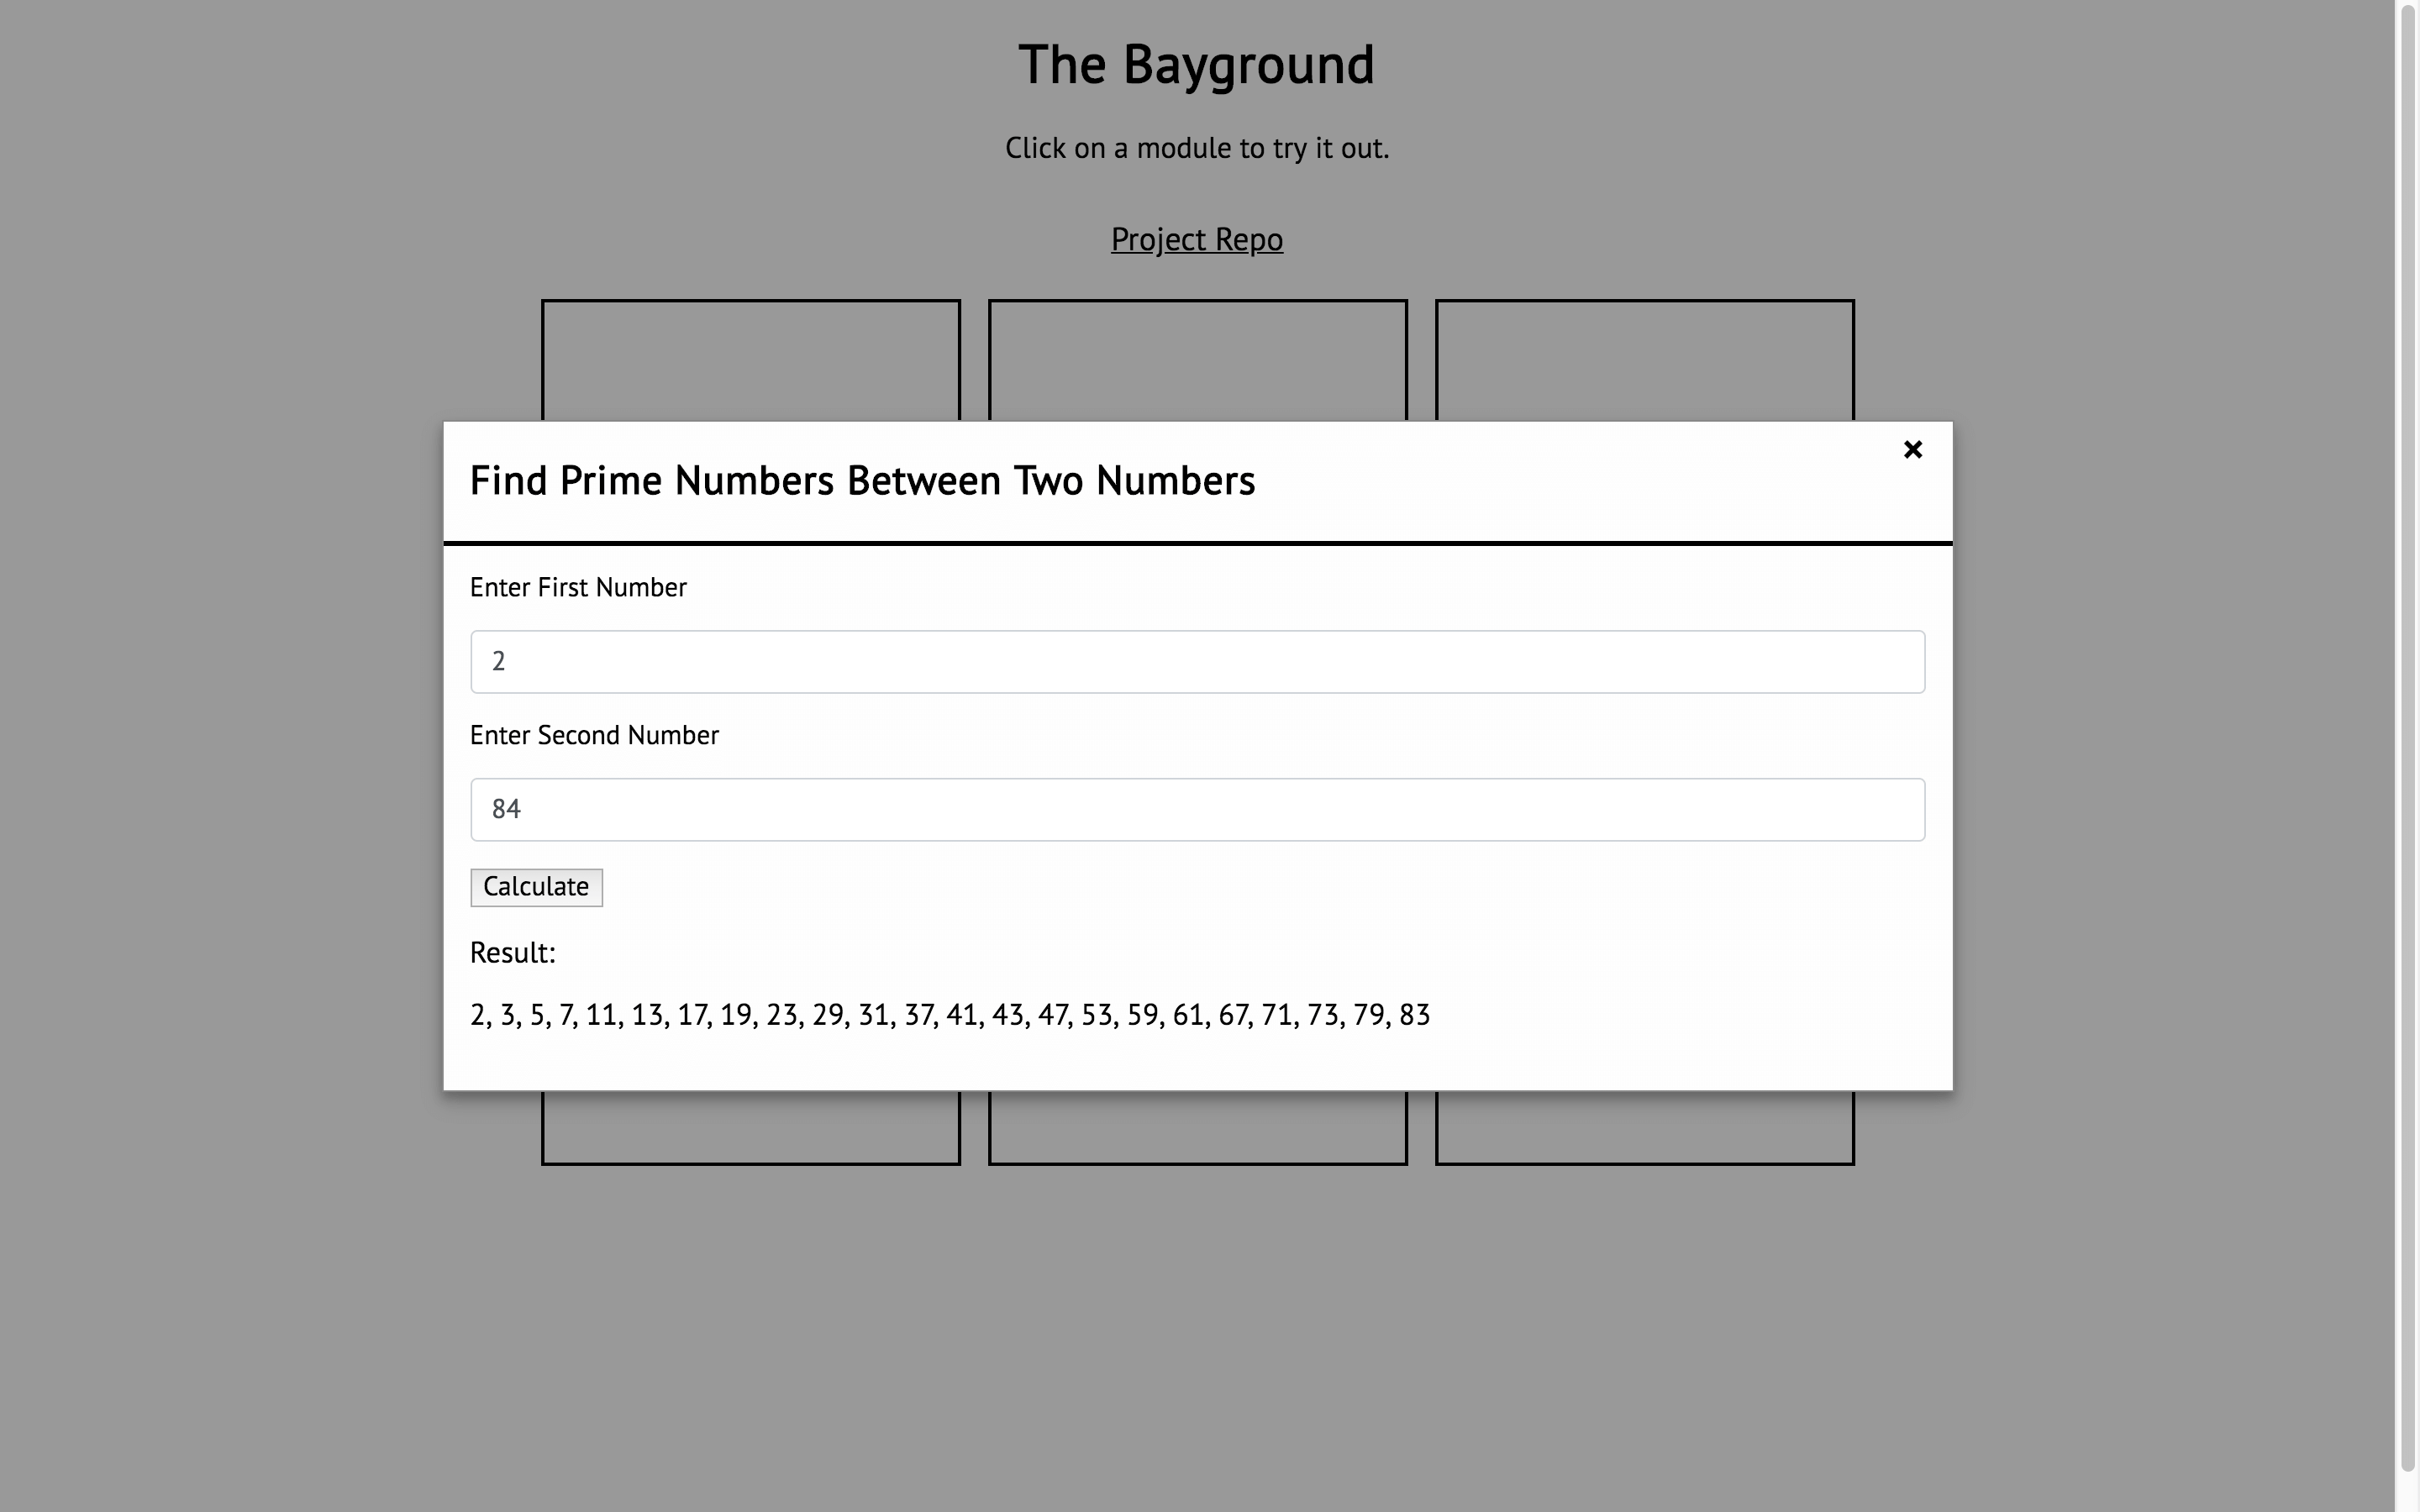 The Bayground
Click on a module to try it out.
Project Repo
×
Find Prime Numbers Between Two Numbers
Enter First Number
2
Enter Second Number
84
Calculate
Result:
2, 3, 5, 7, 11, 13, 17, 19, 23, 29, 31, 37, 41, 43, 47, 53, 59, 61, 67, 71, 73, 79, 83